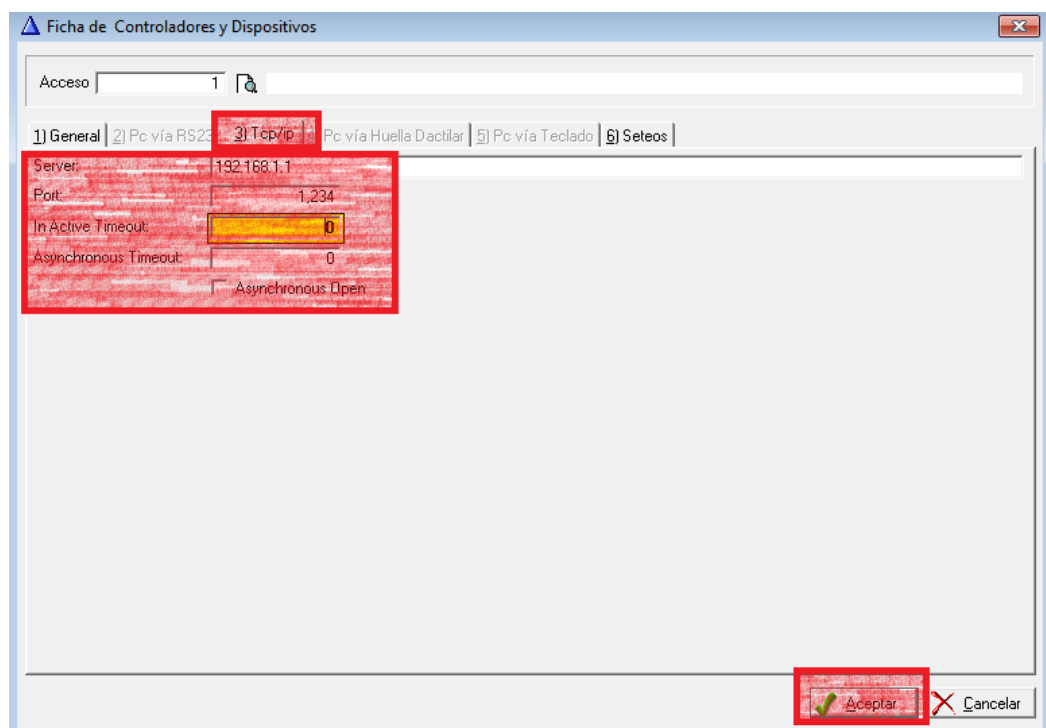 Ficha de  Controladores y Dispositivos
Acceso 1
1) General 2) Pc vía RS232 3) Tcp/ip Pc vía Huella Dactilar 5) Pc vía Teclado 6) Seteos
Server: 192.168.1.1
Port: 1,234
In Active Timeout: 0
Asynchronous Timeout: 0
Asynchronous Open
Aceptar Cancelar